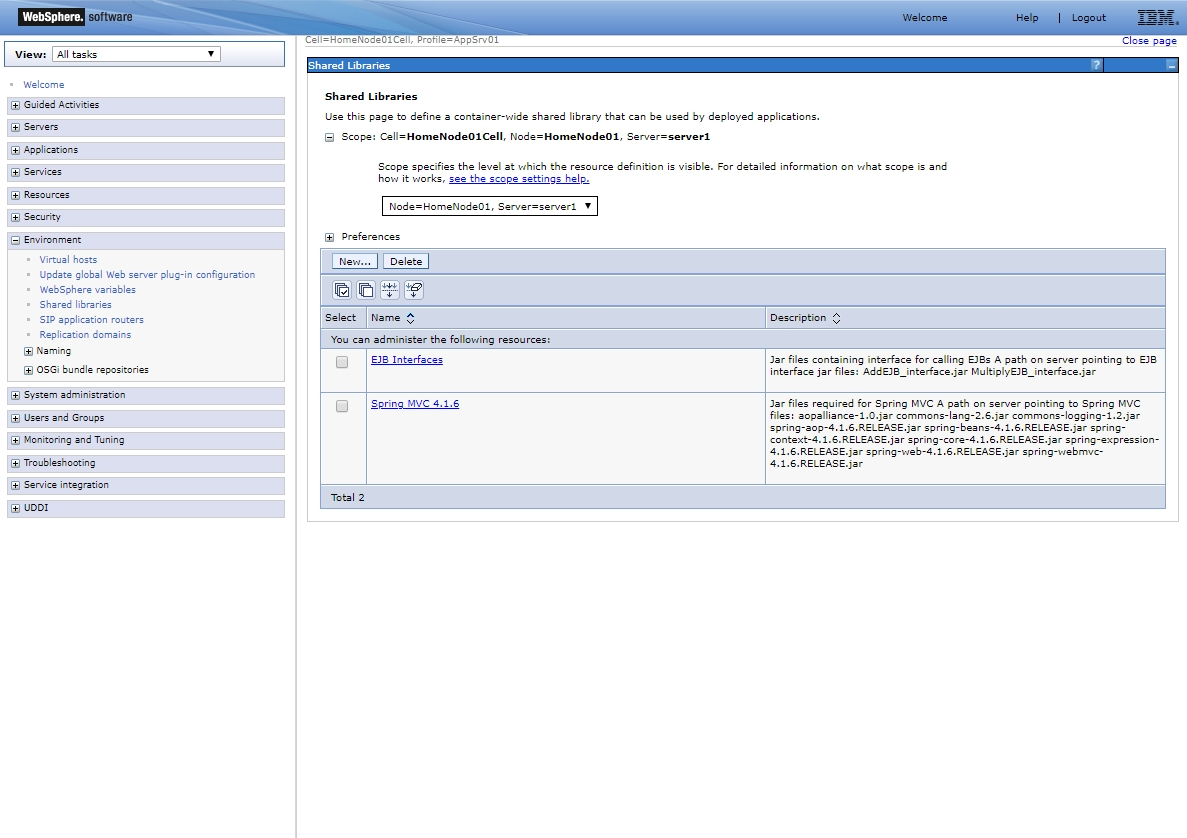 WebSphere. software
Welcome Help | Logout IBM.
View: All tasks
Cell=HomeNode01Cell, Profile=AppSrv01
Close page
Welcome
Guided Activities
Servers
Applications
Services
Resources
Security
Environment
Virtual hosts
Update global Web server plug-in configuration
WebSphere variables
Shared libraries
SIP application routers
Replication domains
Naming
OSGi bundle repositories
System administration
Users and Groups
Monitoring and Tuning
Troubleshooting
Service integration
UDDI
Shared Libraries ?
Shared Libraries
Use this page to define a container-wide shared library that can be used by deployed applications.
Scope: Cell=HomeNode01Cell, Node=HomeNode01, Server=server1
Scope specifies the level at which the resource definition is visible. For detailed information on what scope is and
how it works, see the scope settings help.
Node=HomeNode01, Server=server1
Preferences
New... Delete
Select Name Description
You can administer the following resources:
EJB Interfaces
Jar files containing interface for calling EJBs A path on server pointing to EJB
interface jar files: AddEJB_interface.jar MultiplyEJB_interface.jar
Spring MVC 4.1.6
Jar files required for Spring MVC A path on server pointing to Spring MVC
files: aopalliance-1.0.jar commons-lang-2.6.jar commons-logging-1.2.jar
spring-aop-4.1.6.RELEASE.jar spring-beans-4.1.6.RELEASE.jar spring-
context-4.1.6.RELEASE.jar spring-core-4.1.6.RELEASE.jar spring-expression-
4.1.6.RELEASE.jar spring-web-4.1.6.RELEASE.jar spring-webmvc-
4.1.6.RELEASE.jar
Total 2